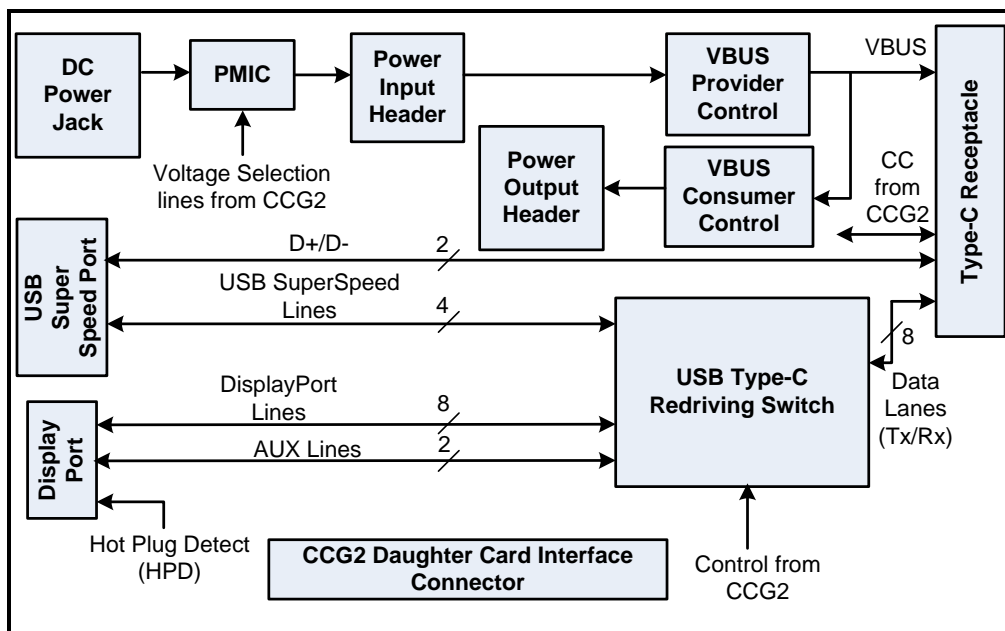 DC
Power
Jack
PMIC
Power
Input
Header
VBUS
Provider
Control
VBUS
Type-C Receptacle
Voltage Selection
lines from CCG2
Power
Output
Header
VBUS
Consumer
Control
CC
from
CCG2
USB
Super
Speed Port
D+/D-
2
USB SuperSpeed
Lines
4
USB Type-C
Redriving Switch
8
Data
Lanes
(Tx/Rx)
Display
Port
DisplayPort
Lines
8
AUX Lines
2
Hot Plug Detect
(HPD)
CCG2 Daughter Card Interface
Connector
Control from
CCG2